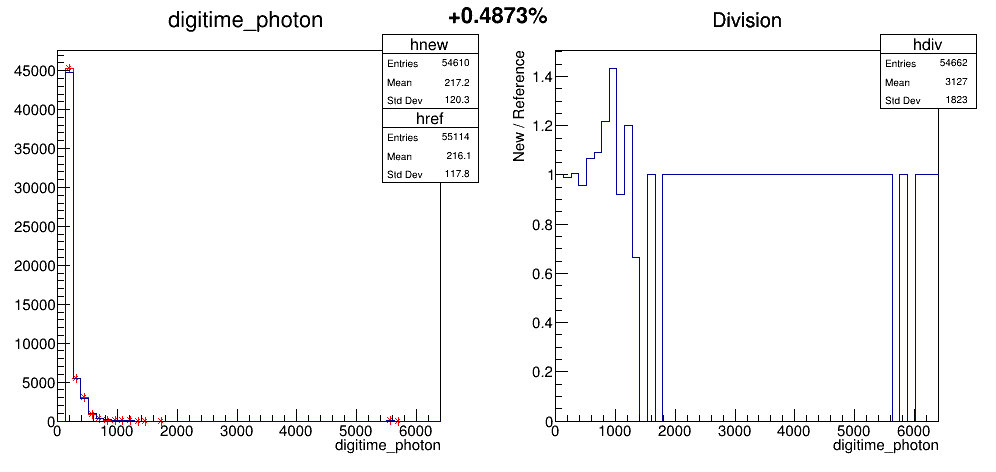 digitime_photon
+0.4873%
Division
hnew
Entries 54610
Mean 217.2
Std Dev 120.3
href
Entries 55114
Mean 216.1
Std Dev 117.8
45000
40000
35000
30000
25000
20000
15000
10000
5000
0
0 1000 2000 3000 4000 5000 6000
digitime_photon
hdiv
Entries 54662
Mean 3127
Std Dev 1823
New / Reference
1.4
1.2
1
0.8
0.6
0.4
0.2
0
0 1000 2000 3000 4000 5000 6000
digitime_photon